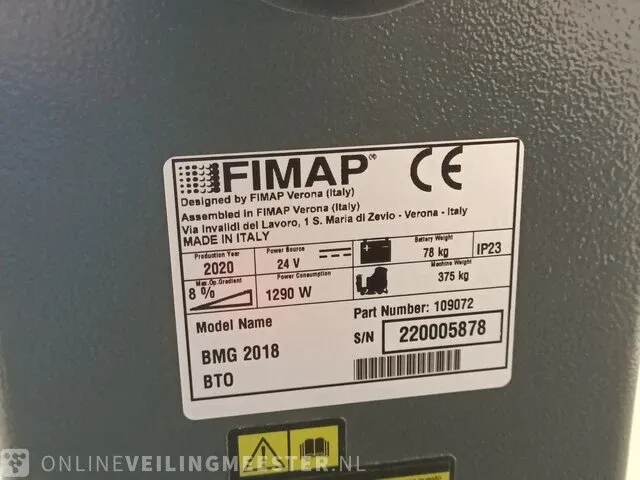 FIMAP® CE
Designed by FIMAP Verona (Italy)
Assembled in FIMAP Verona (Italy)
Via Invalidi del Lavoro, 1 S. Maria di Zevio - Verona - Italy
MADE IN ITALY
Production Year
2020
Power Source
24 V
Battery Weight
78 kg
IP23
Max.Op.Gradient
8 %
Power Consumption
1290 W
Machine Weight
375 kg
Model Name
Part Number: 109072
BMG 2018
S/N 220005878
BTO
ONLINEVEILINGMEESTER.NL